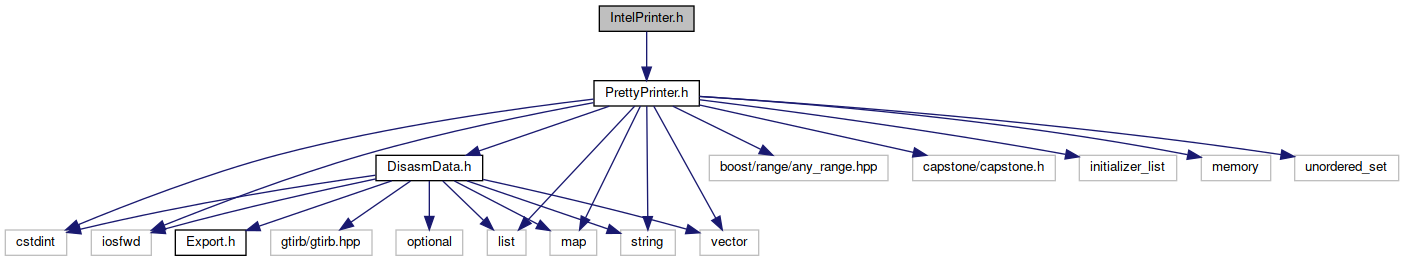 IntelPrinter.h
PrettyPrinter.h
DisasmData.h
boost/range/any_range.hpp
capstone/capstone.h
initializer_list
memory
unordered_set
cstdint
iosfwd
Export.h
gtirb/gtirb.hpp
optional
list
map
string
vector